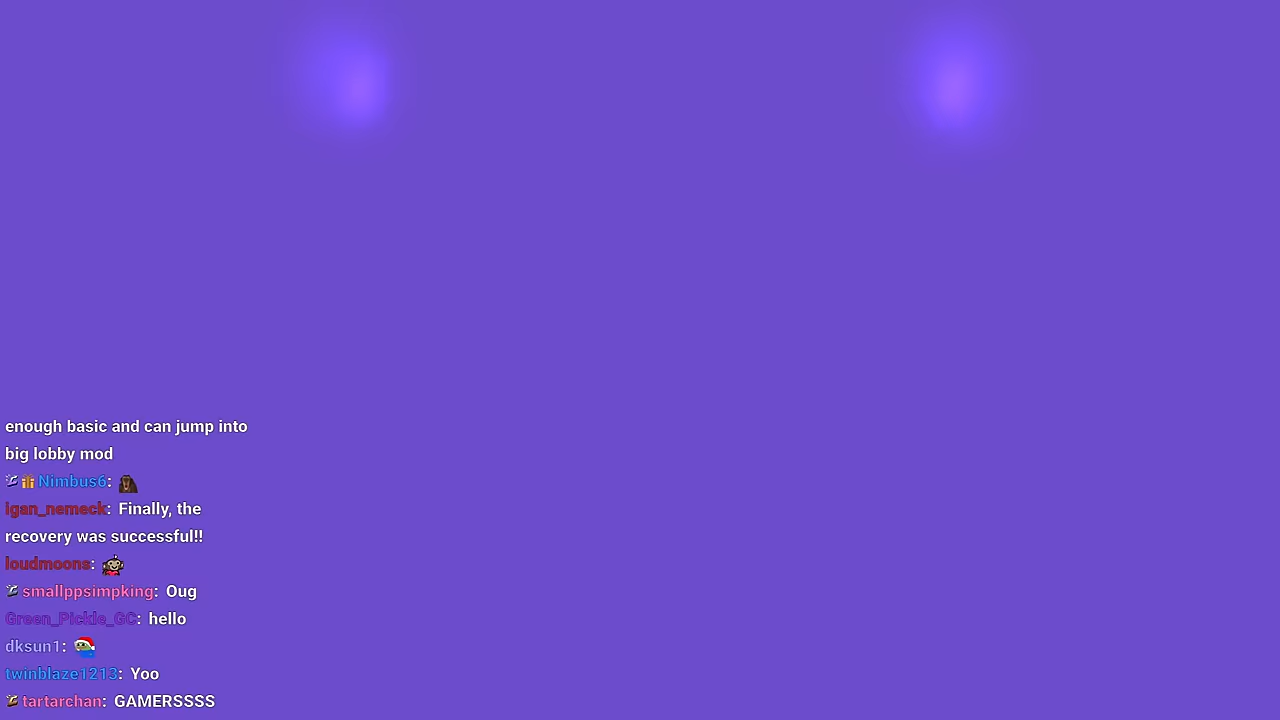 enough basic and can jump into
big lobby mod
Nimbus6:
igan_nemeck: Finally, the
recovery was successful!!
loudmoons:
smallppsimpking: Oug
Green_Pickle_GC: hello
dksun1:
twinblaze1213: Yoo
tartarchan: GAMERSSSS